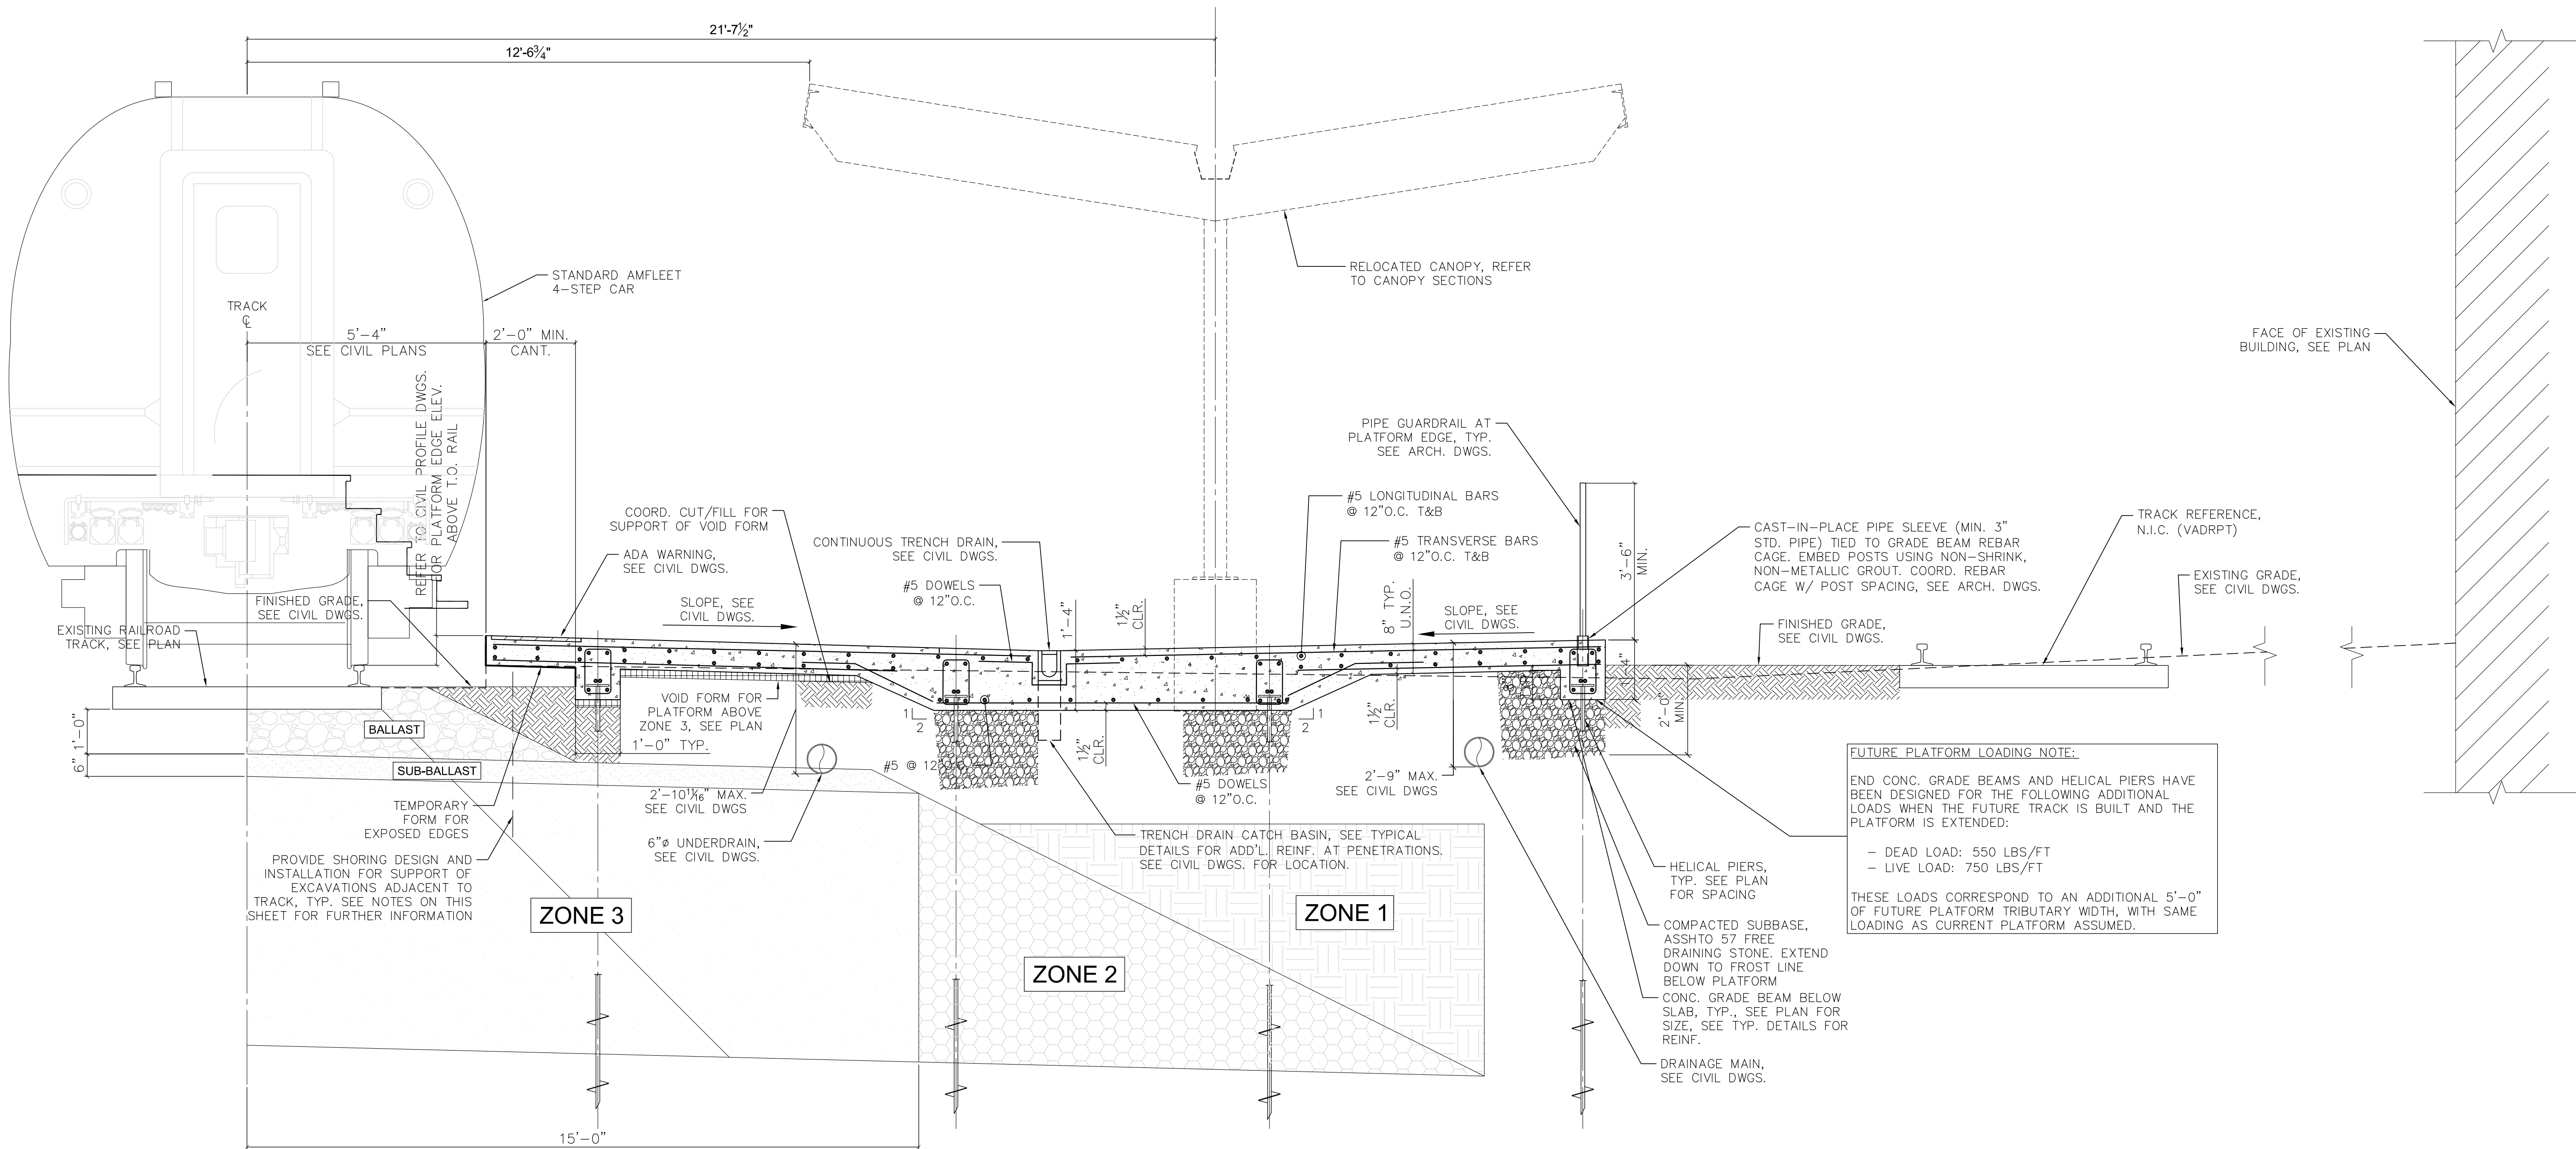 21'-7½"
12'-6¾"
STANDARD AMFLEET
4-STEP CAR
TRACK
℄
5'-4"
SEE CIVIL PLANS
2'-0" MIN.
CANT.
REFER TO CIVIL PROFILE DWGS.
FOR PLATFORM EDGE ELEV.
ABOVE T.O. RAIL
RELOCATED CANOPY, REFER
TO CANOPY SECTIONS
FACE OF EXISTING
BUILDING, SEE PLAN
PIPE GUARDRAIL AT
PLATFORM EDGE, TYP.
SEE ARCH. DWGS.
COORD. CUT/FILL FOR
SUPPORT OF VOID FORM
ADA WARNING,
SEE CIVIL DWGS.
CONTINUOUS TRENCH DRAIN,
SEE CIVIL DWGS.
#5 DOWELS
@ 12"O.C.
#5 LONGITUDINAL BARS
@ 12"O.C. T&B
#5 TRANSVERSE BARS
@ 12"O.C. T&B
3'-6"
MIN.
CAST-IN-PLACE PIPE SLEEVE (MIN. 3"
STD. PIPE) TIED TO GRADE BEAM REBAR
CAGE. EMBED POSTS USING NON-SHRINK,
NON-METALLIC GROUT. COORD. REBAR
CAGE W/ POST SPACING, SEE ARCH. DWGS.
TRACK REFERENCE,
N.I.C. (VADRPT)
EXISTING GRADE,
SEE CIVIL DWGS.
FINISHED GRADE,
SEE CIVIL DWGS.
EXISTING RAILROAD
TRACK, SEE PLAN
SLOPE, SEE
CIVIL DWGS.
1'-4"
1½"
CLR.
8" TYP.
U.N.O.
SLOPE, SEE
CIVIL DWGS.
FINISHED GRADE,
SEE CIVIL DWGS.
1'-4"
2'-0"
MIN.
BALLAST
SUB-BALLAST
1'-0"
6"
VOID FORM FOR
PLATFORM ABOVE
ZONE 3, SEE PLAN
1'-0" TYP.
1
2
1
2
1½"
CLR.
1½"
CLR.
#5 @ 12"O.C.
#5 DOWELS
@ 12"O.C.
2'-10¹¹⁄₁₆" MAX.
SEE CIVIL DWGS
2'-9" MAX.
SEE CIVIL DWGS
6"ø UNDERDRAIN,
SEE CIVIL DWGS.
TEMPORARY
FORM FOR
EXPOSED EDGES
PROVIDE SHORING DESIGN AND
INSTALLATION FOR SUPPORT OF
EXCAVATIONS ADJACENT TO
TRACK, TYP. SEE NOTES ON THIS
SHEET FOR FURTHER INFORMATION
TRENCH DRAIN CATCH BASIN, SEE TYPICAL
DETAILS FOR ADD'L. REINF. AT PENETRATIONS.
SEE CIVIL DWGS. FOR LOCATION.
ZONE 3
ZONE 2
ZONE 1
HELICAL PIERS,
TYP. SEE PLAN
FOR SPACING
COMPACTED SUBBASE,
ASSHTO 57 FREE
DRAINING STONE. EXTEND
DOWN TO FROST LINE
BELOW PLATFORM
CONC. GRADE BEAM BELOW
SLAB, TYP., SEE PLAN FOR
SIZE, SEE TYP. DETAILS FOR
REINF.
DRAINAGE MAIN,
SEE CIVIL DWGS.
FUTURE PLATFORM LOADING NOTE:
END CONC. GRADE BEAMS AND HELICAL PIERS HAVE
BEEN DESIGNED FOR THE FOLLOWING ADDITIONAL
LOADS WHEN THE FUTURE TRACK IS BUILT AND THE
PLATFORM IS EXTENDED:
- DEAD LOAD: 550 LBS/FT
- LIVE LOAD: 750 LBS/FT
THESE LOADS CORRESPOND TO AN ADDITIONAL 5'-0"
OF FUTURE PLATFORM TRIBUTARY WIDTH, WITH SAME
LOADING AS CURRENT PLATFORM ASSUMED.
15'-0"